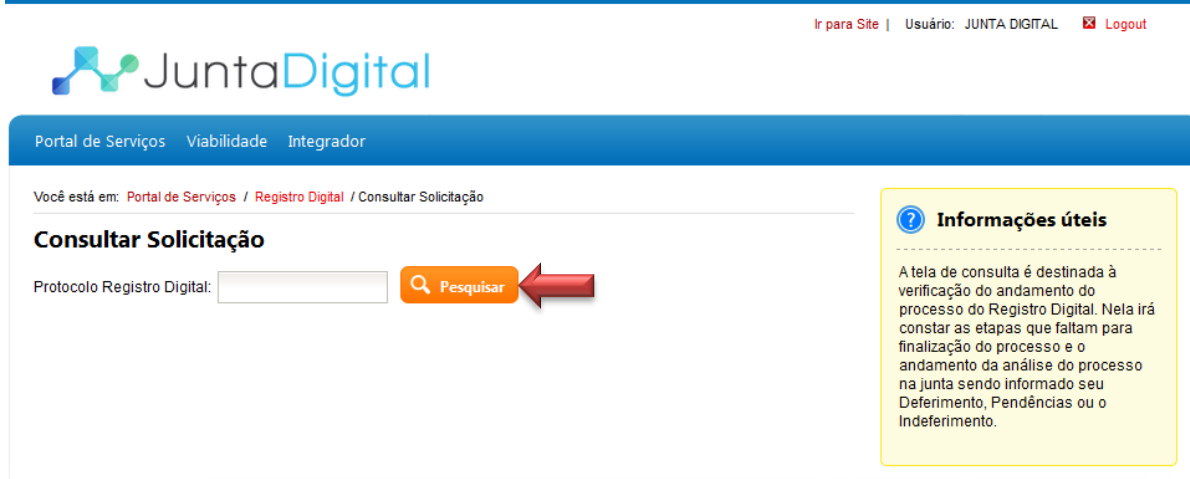 Ir para Site | Usuário: JUNTA DIGITAL Logout
JuntaDigital
Portal de Serviços Viabilidade Integrador
Você está em: Portal de Serviços / Registro Digital / Consultar Solicitação
Consultar Solicitação
Protocolo Registro Digital: Pesquisar
Informações úteis
A tela de consulta é destinada à
verificação do andamento do
processo do Registro Digital. Nela irá
constar as etapas que faltam para
finalização do processo e o
andamento da análise do processo
na junta sendo informado seu
Deferimento, Pendências ou o
Indeferimento.